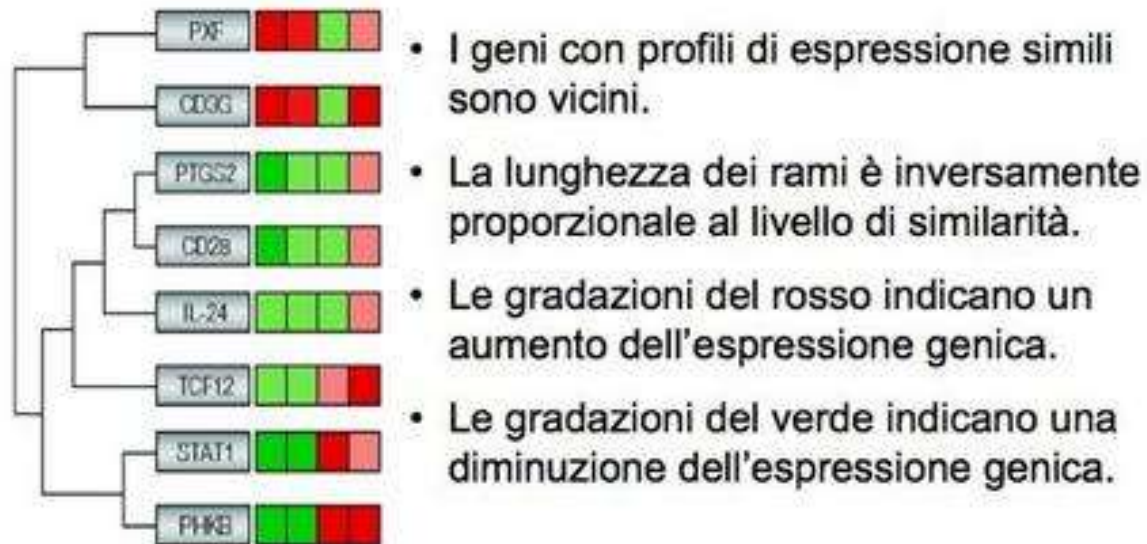 PXF
CD3G
PTGS2
CD28
IL-24
TCF12
STAT1
PHKB
• I geni con profili di espressione simili
sono vicini.
• La lunghezza dei rami è inversamente
proporzionale al livello di similarità.
• Le gradazioni del rosso indicano un
aumento dell'espressione genica.
• Le gradazioni del verde indicano una
diminuzione dell'espressione genica.